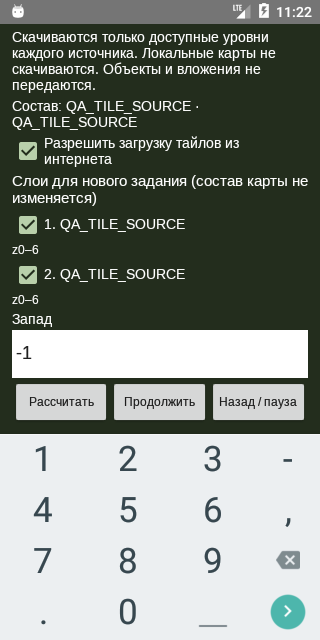 LTE 11:22
Скачиваются только доступные уровни
каждого источника. Локальные карты не
скачиваются. Объекты и вложения не
передаются.
Состав: QA_TILE_SOURCE ·
QA_TILE_SOURCE
Разрешить загрузку тайлов из
интернета
Слои для нового задания (состав карты не
изменяется)
1. QA_TILE_SOURCE
z0–6
2. QA_TILE_SOURCE
z0–6
Запад
-1
Рассчитать Продолжить Назад / пауза
1 2 3 -
4 5 6 ,
7 8 9
. 0 _